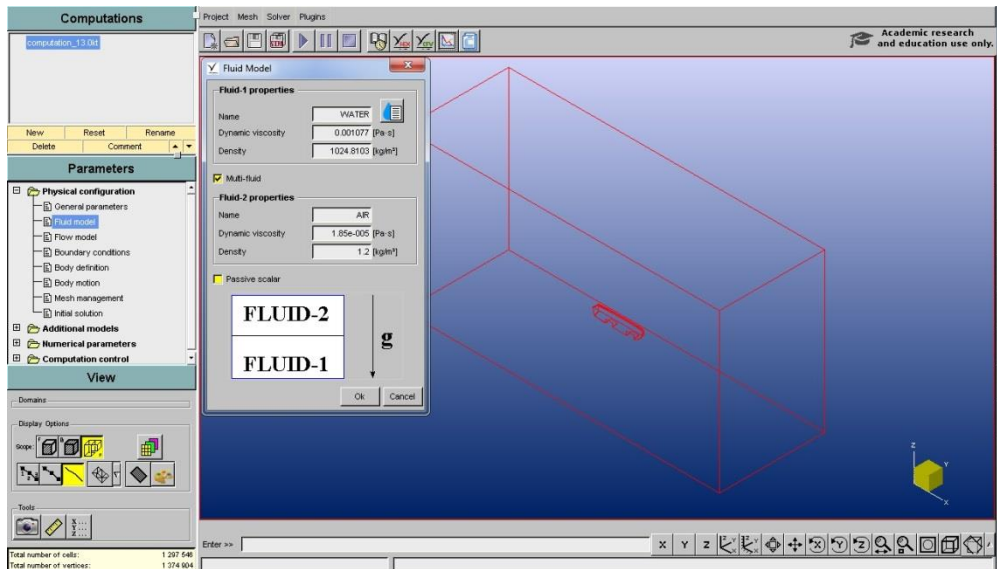 Computations
computation_13.0kt
New Reset Rename
Delete Comment
Parameters
Physical configuration
General parameters
Fluid model
Flow model
Boundary conditions
Body definition
Body motion
Mesh management
Initial solution
Additional models
Numerical parameters
Computation control
View
Domains
Display Options
Scope:
Tools
Total number of cells: 1 297 546
Total number of vertices: 1 374 904
Project Mesh Solver Plugins
Academic research
and education use only.
Fluid Model
Fluid-1 properties
Name WATER
Dynamic viscosity 0.001077 [Pa·s]
Density 1024.8103 [kg/m³]
Multi-fluid
Fluid-2 properties
Name AIR
Dynamic viscosity 1.85e-005 [Pa·s]
Density 1.2 [kg/m³]
Passive scalar
FLUID-2
g
FLUID-1
Ok Cancel
Z
Y
X
Enter >>
X Y Z